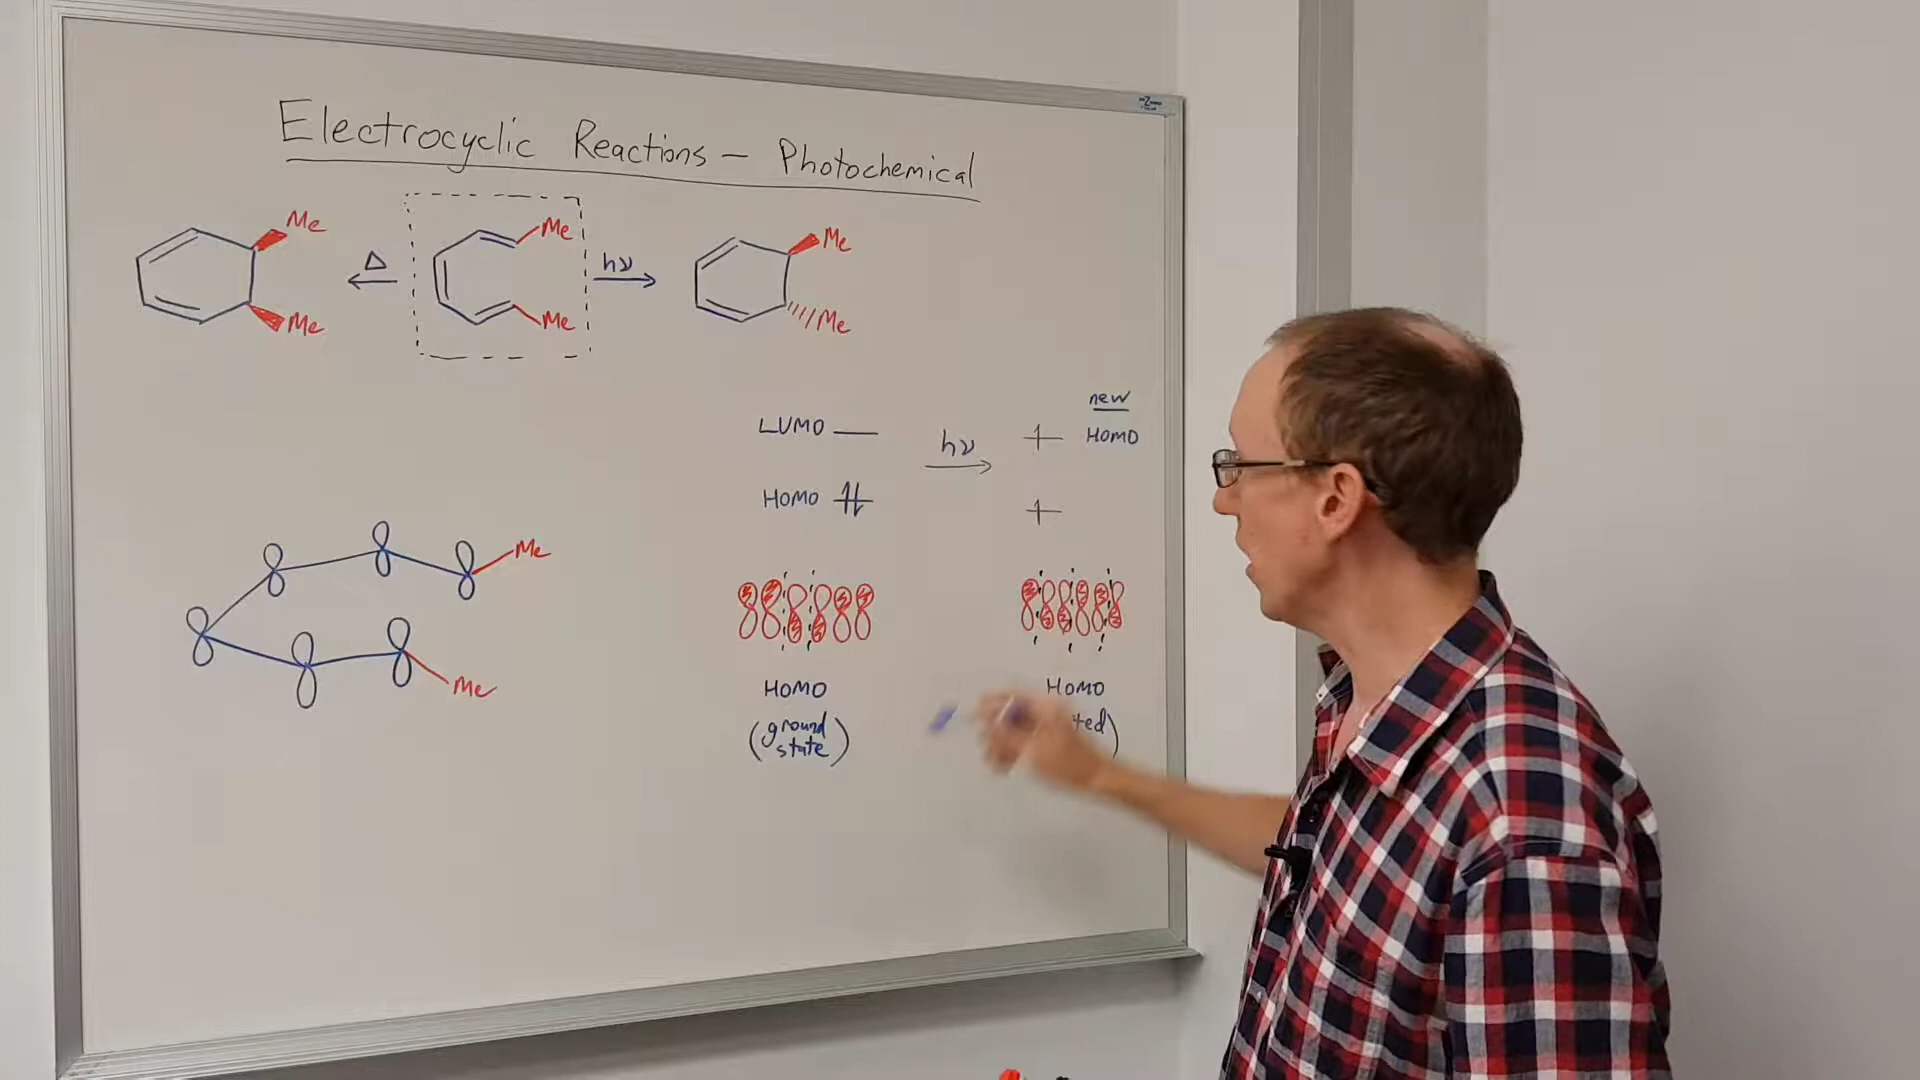 Electrocyclic Reactions – Photochemical
Me
Me
Δ
Me
Me
hν
Me
Me
LUMO
HOMO
hν
new
HOMO
Me
Me
HOMO
(ground
state)
HOMO